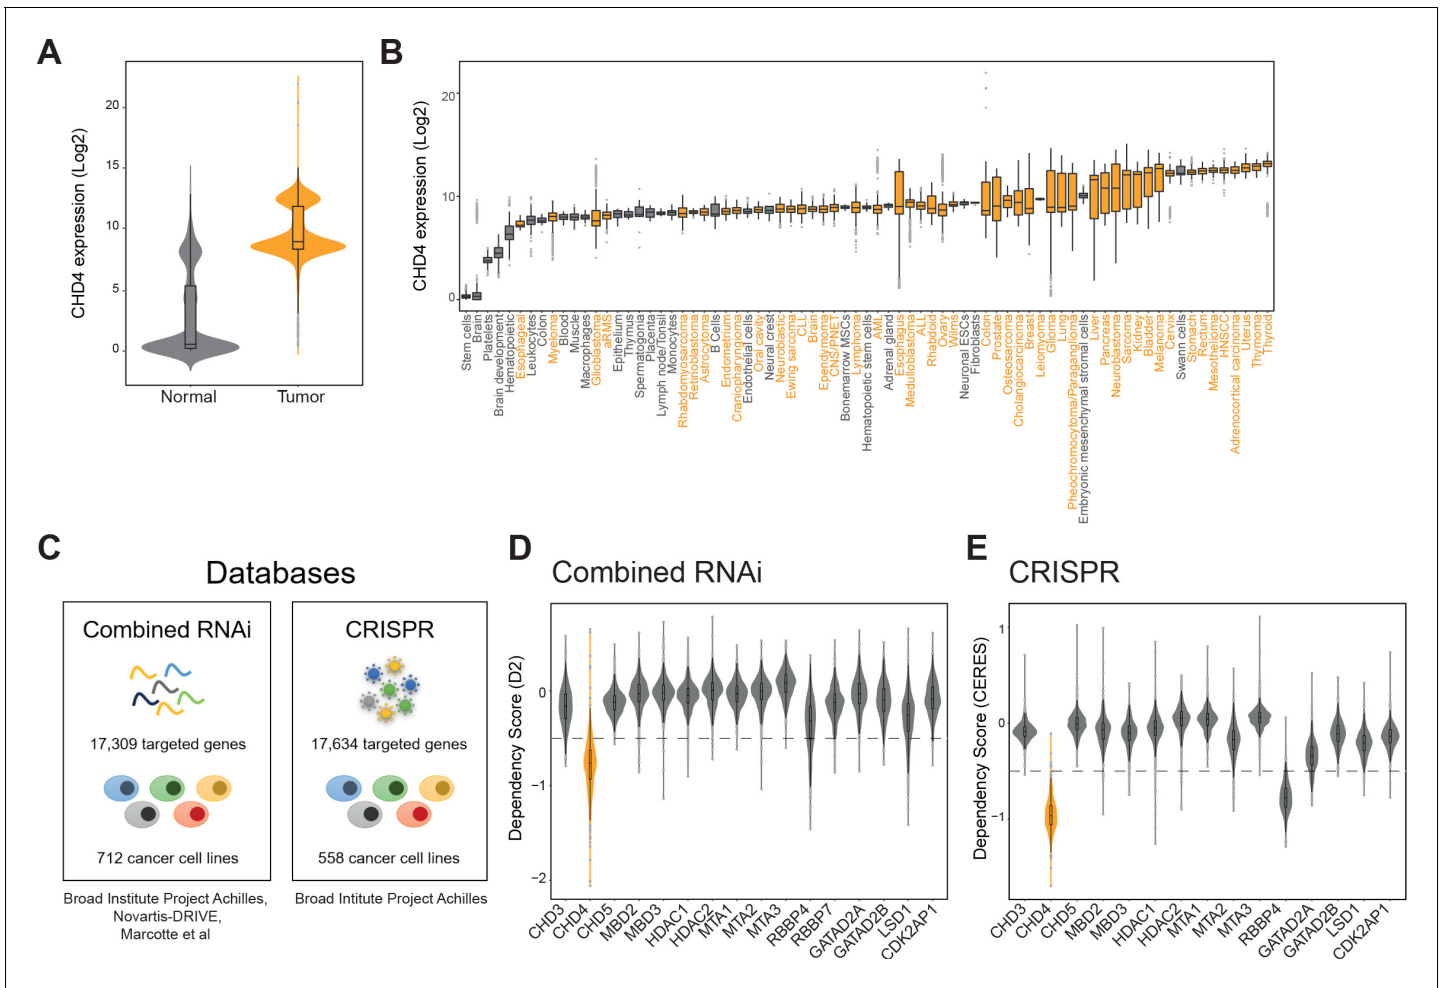 A
CHD4 expression (Log2)
20
15
10
5
0
Normal
Tumor
B
CHD4 expression (Log2)
20
10
0
Stem cells
Brain
Platelets
Brain development
Hematopoietic
Esophageal
Leukocytes
Colon
Myeloma
Blood
Muscle
Macrophages
Glioblastoma
aRMS
Epithelium
Thymus
Spermatogonia
Placenta
Lymph node/Tonsil
Monocytes
Rhabdomyosarcoma
Retinoblastoma
Astrocytoma
B Cells
Endometrum
Craniopharyngioma
Endothelial cells
Oral cavity
Neural crest
Neuroblastic
Ewing sarcoma
CLL
Brain
Ependymoma
CNS/PNET
Bonemarrow MSCs
Lymphoma
Hematopoietic stem cells
AML
Adrenal gland
Esophagus
Medulloblastoma
ALL
Rhabdoid
Ovary
Wilms
Neuronal ESCs
Fibroblasts
Colon
Prostate
Osteosarcoma
Cholangiocarcinoma
Breast
Leiomyoma
Glioma
Lung
Pheochromocytoma/Paraganglioma
Embryonic mesenchymal stromal cells
Liver
Pancreas
Neuroblastoma
Sarcoma
Kidney
Bladder
Melanoma
Cervix
Swann cells
Stomach
Rectum
Mesothelioma
HNSCC
Adrenocortical carcinoma
Uterus
Thymoma
Thyroid
C
Databases
Combined RNAi
17,309 targeted genes
712 cancer cell lines
Broad Institute Project Achilles,
Novartis-DRIVE,
Marcotte et al
CRISPR
17,634 targeted genes
558 cancer cell lines
Broad Intitute Project Achilles
D
Combined RNAi
Dependency Score (D2)
0
−1
−2
CHD3
CHD4
CHD5
MBD2
MBD3
HDAC1
HDAC2
MTA1
MTA2
MTA3
RBBP4
RBBP7
GATAD2A
GATAD2B
LSD1
CDK2AP1
E
CRISPR
Dependency Score (CERES)
1
0
−1
CHD3
CHD4
CHD5
MBD2
MBD3
HDAC1
HDAC2
MTA1
MTA2
MTA3
RBBP4
GATAD2A
GATAD2B
LSD1
CDK2AP1